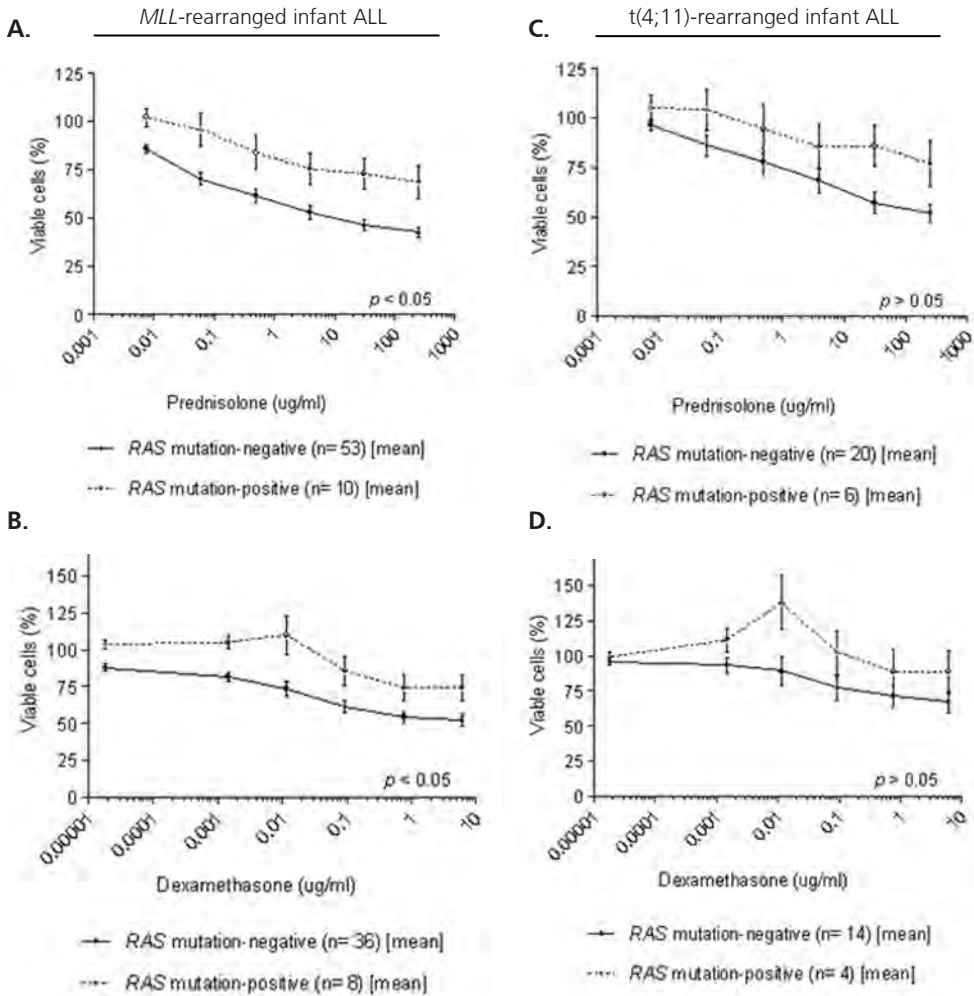 MLL-rearranged infant ALL
A.
125
100
75
50
25
0
Viable cells (%)
p < 0.05
0.001 0.01 0.1 1 10 100 1000
Prednisolone (ug/ml)
RAS mutation-negative (n= 53) [mean]
RAS mutation-positive (n= 10) [mean]
t(4;11)-rearranged infant ALL
C.
125
100
75
50
25
0
Viable cells (%)
p > 0.05
0.001 0.01 0.1 1 10 100 1000
Prednisolone (ug/ml)
RAS mutation-negative (n= 20) [mean]
RAS mutation-positive (n= 6) [mean]
B.
150
125
100
75
50
25
0
Viable cells (%)
p < 0.05
0.00001 0.0001 0.001 0.01 0.1 1 10
Dexamethasone (ug/ml)
RAS mutation-negative (n= 36) [mean]
RAS mutation-positive (n= 8) [mean]
D.
150
125
100
75
50
25
0
Viable cells (%)
p > 0.05
0.00001 0.0001 0.001 0.01 0.1 1 10
Dexamethasone (ug/ml)
RAS mutation-negative (n= 14) [mean]
RAS mutation-positive (n= 4) [mean]